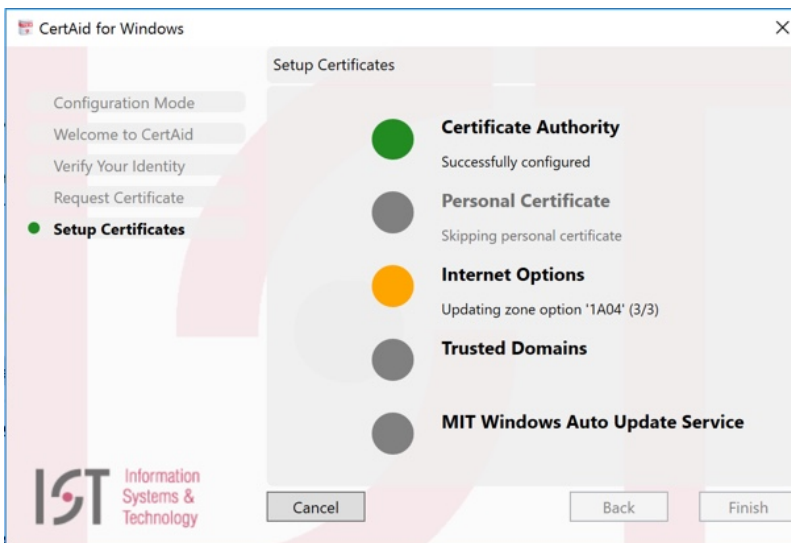 CertAid for Windows
Setup Certificates
Configuration Mode
Welcome to CertAid
Verify Your Identity
Request Certificate
Setup Certificates
Certificate Authority
Successfully configured
Personal Certificate
Skipping personal certificate
Internet Options
Updating zone option '1A04' (3/3)
Trusted Domains
MIT Windows Auto Update Service
IST
Information
Systems &
Technology
Cancel
Back
Finish